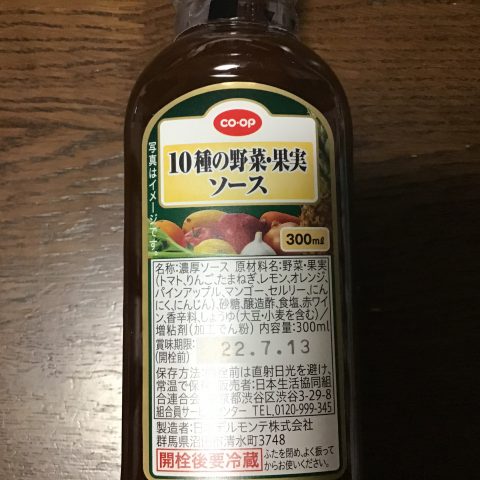 co·op
10種の野菜・果実
ソース
写真はイメージです。
300mℓ
名称:濃厚ソース 原材料名:野菜・果実
(トマト、りんご、たまねぎ、レモン、オレンジ、
パインアップル、マンゴー、セルリー、にん
にく、にんじん)、砂糖、醸造酢、食塩、赤ワイ
ン、香辛料、しょうゆ(大豆・小麦を含む)/
増粘剤(加工でん粉) 内容量:300ml
賞味期限:
(開栓前)
22.7.13
保存方法:開栓前は直射日光を避け、
常温で保存 販売者:日本生活協同組
合連合会 東京都渋谷区渋谷3-29-8
組合員サービスセンター TEL,0120-999-345
製造者:日本デルモンテ株式会社
群馬県沼田市清水町3748
開栓後要冷蔵
ふたを閉め、よく振って
からお使いください。